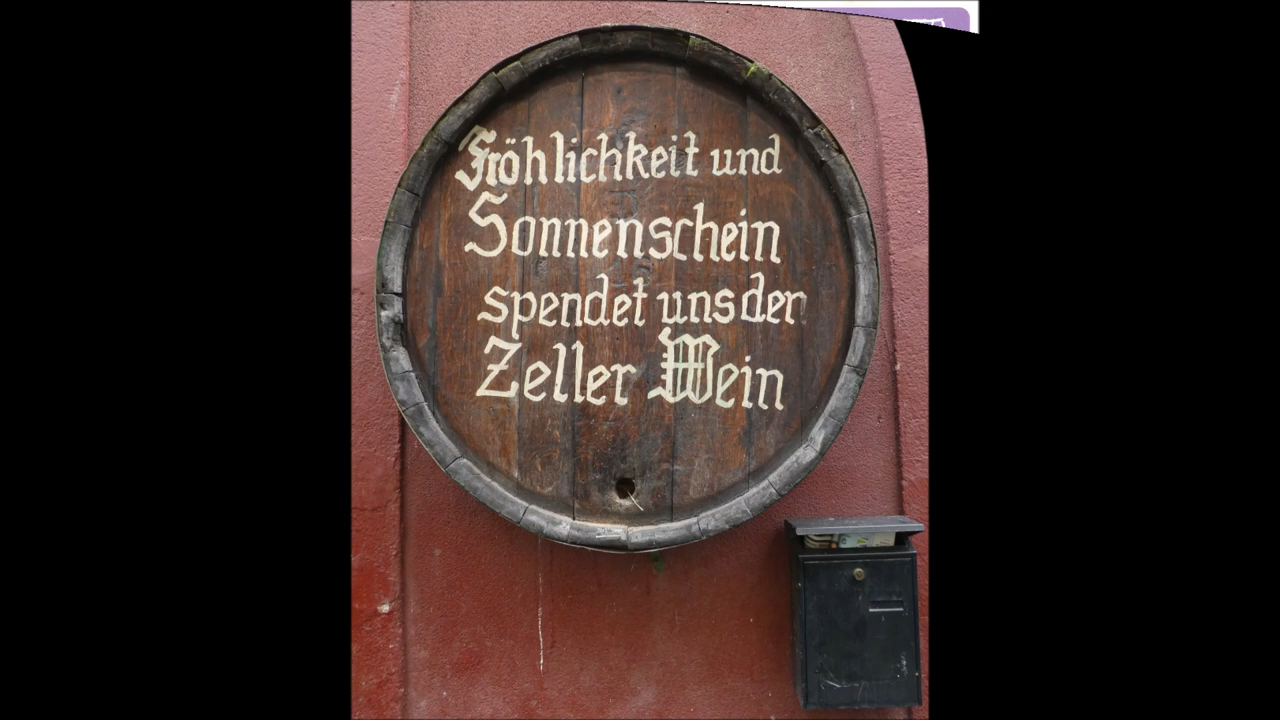 Fröhlichkeit und
Sonnenschein
spendet uns der
Zeller Wein